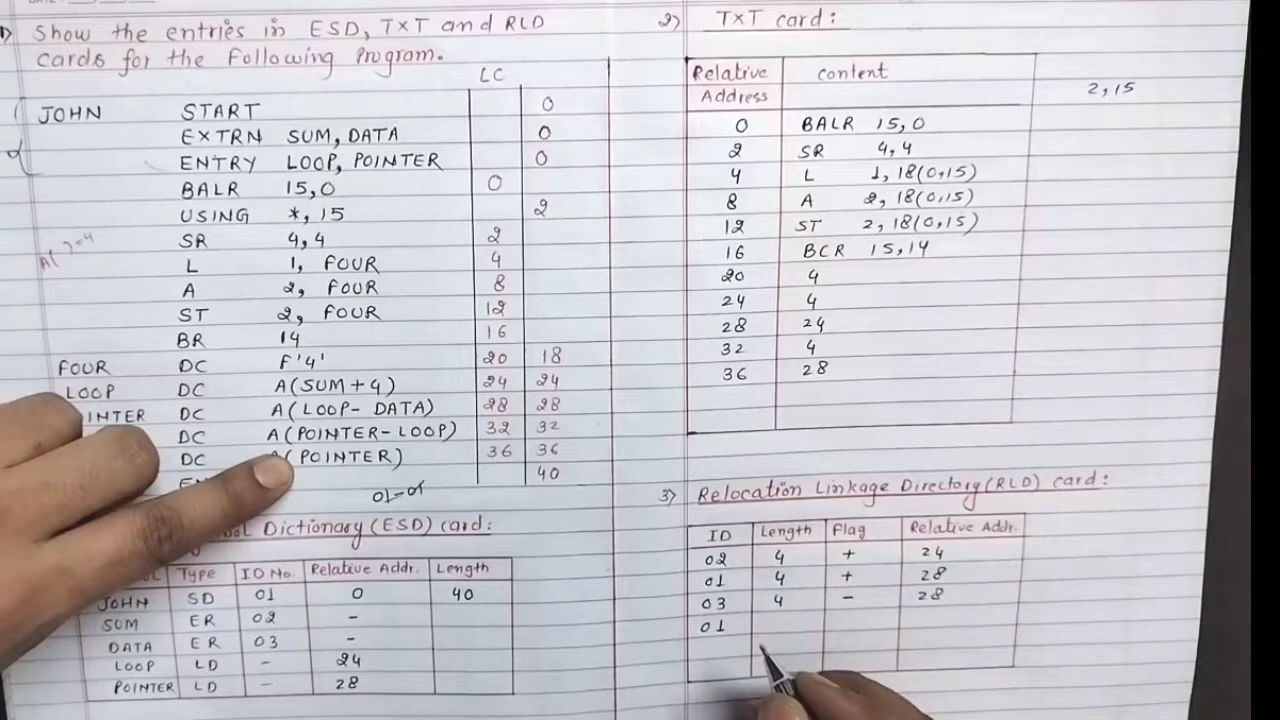 1) Show the entries in ESD, TXT and RLD
cards for the Following Program.
LC
JOHN START 0
EXTRN SUM, DATA 0
ENTRY LOOP, POINTER 0
BALR 15,0 0
USING *, 15 2
SR 4,4 2
A( )=4
L 1, FOUR 4
A 2, FOUR 8
ST 2, FOUR 12
BR 14 16
FOUR DC F'4' 20 18
LOOP DC A(SUM+4) 24 24
INTER DC A(LOOP-DATA) 28 28
DC A(POINTER-LOOP) 32 32
DC (POINTER) 36 36
40
01-01
Dictionary (ESD) card:
Type ID No. Relative Addr. Length
JOHN SD 01 0 40
SUM ER 02 -
DATA ER 03 -
LOOP LD - 24
POINTER LD - 28
2) TXT card:
Relative Address content
2,15
0 BALR 15,0
2 SR 4,4
4 L 1, 18(0,15)
8 A 2, 18(0,15)
12 ST 2, 18(0,15)
16 BCR 15,14
20 4
24 4
28 24
32 4
36 28
3) Relocation Linkage Directory (RLD) card:
ID Length Flag Relative Addr.
02 4 + 24
01 4 + 28
03 4 - 28
01